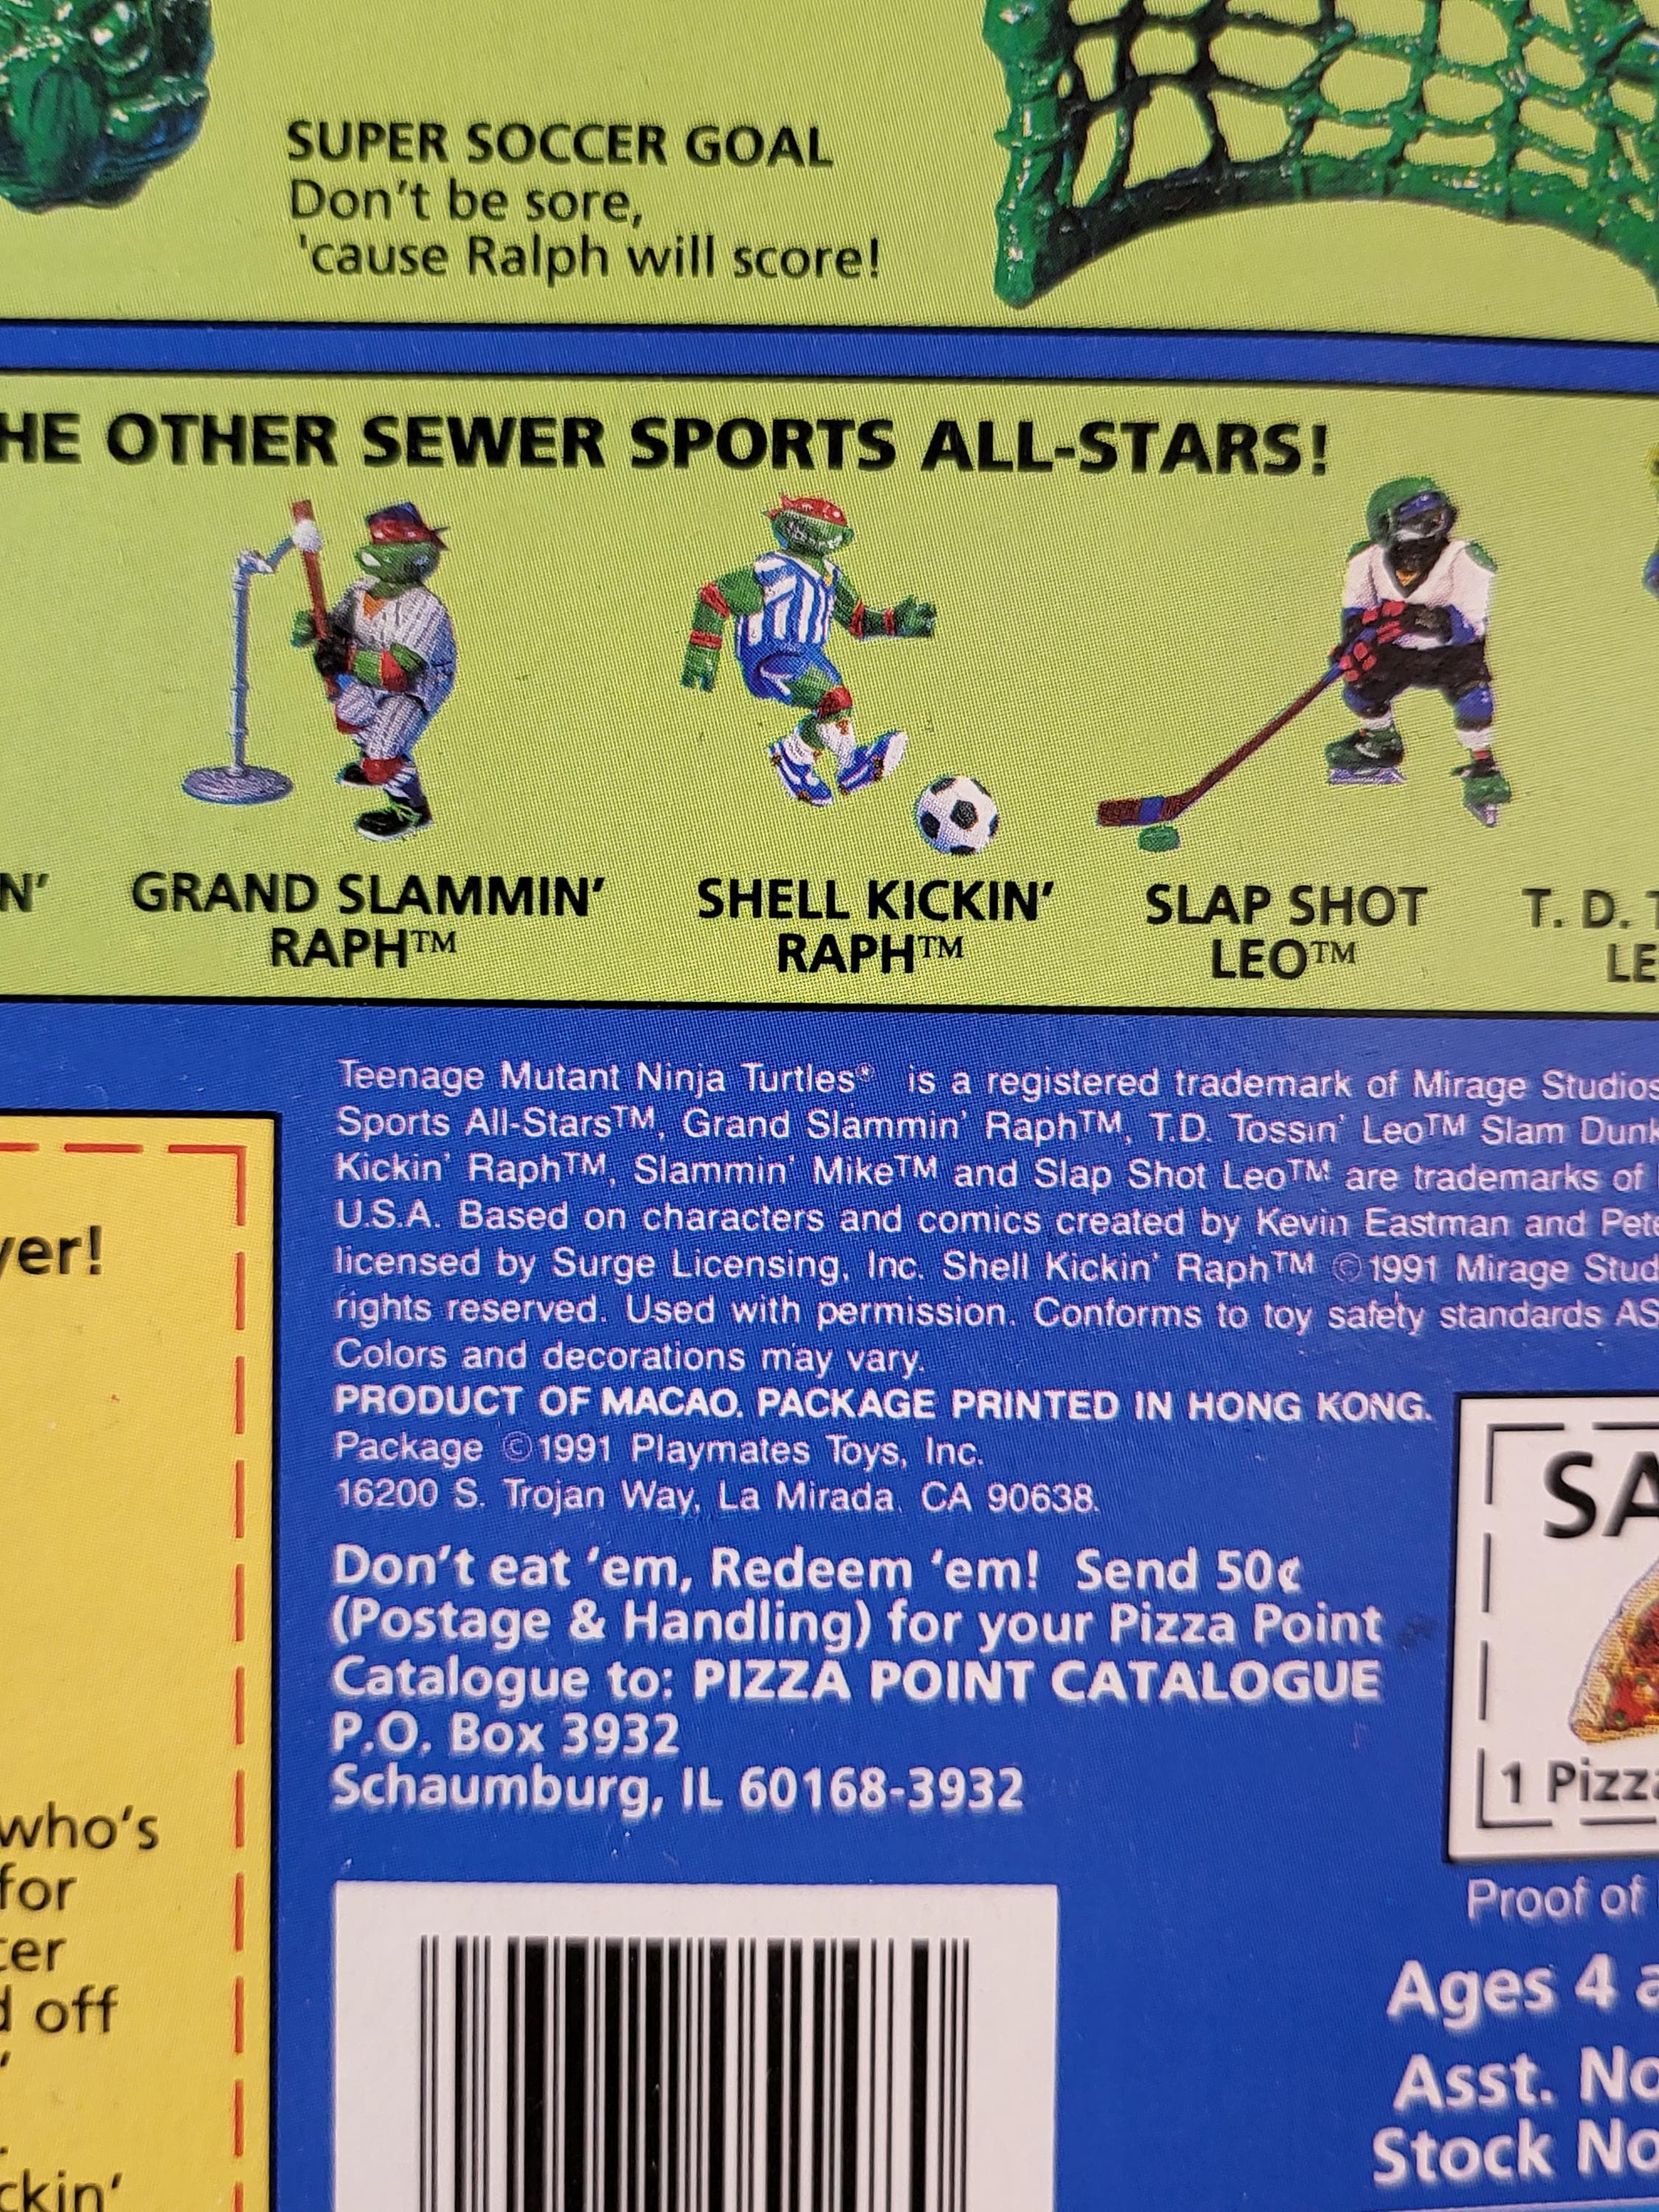 SUPER SOCCER GOAL
Don't be sore,
'cause Ralph will score!
HE OTHER SEWER SPORTS ALL-STARS!
N'
GRAND SLAMMIN'
RAPH™
SHELL KICKIN'
RAPH™
SLAP SHOT
LEO™
T. D. T
LE
Teenage Mutant Ninja Turtles® is a registered trademark of Mirage Studios
Sports All-Stars™, Grand Slammin' Raph™, T.D. Tossin' Leo™ Slam Dunk
Kickin' Raph™, Slammin' Mike™ and Slap Shot Leo™ are trademarks of
U.S.A. Based on characters and comics created by Kevin Eastman and Pete
licensed by Surge Licensing, Inc. Shell Kickin' Raph™ ©1991 Mirage Stud
rights reserved. Used with permission. Conforms to toy safety standards AS
Colors and decorations may vary.
PRODUCT OF MACAO. PACKAGE PRINTED IN HONG KONG.
Package ©1991 Playmates Toys, Inc.
16200 S. Trojan Way, La Mirada, CA 90638.
Don't eat 'em, Redeem 'em! Send 50¢
(Postage & Handling) for your Pizza Point
Catalogue to: PIZZA POINT CATALOGUE
P.O. Box 3932
Schaumburg, IL 60168-3932
yer!
who's
for
cer
d off
ckin'
SA
1 Pizza
Proof of
Ages 4 a
Asst. No
Stock No